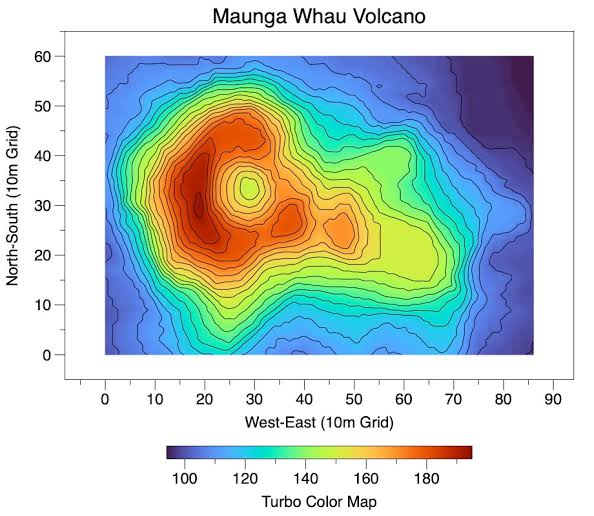 Maunga Whau Volcano
60
50
40
30
20
10
0
North-South (10m Grid)
0 10 20 30 40 50 60 70 80 90
West-East (10m Grid)
100 120 140 160 180
Turbo Color Map